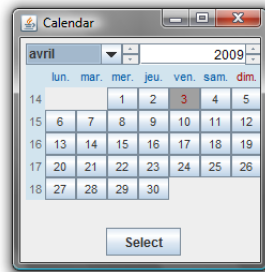 Calendar
avril 2009
lun. mar. mer. jeu. ven. sam. dim.
14 1 2 3 4 5
15 6 7 8 9 10 11 12
16 13 14 15 16 17 18 19
17 20 21 22 23 24 25 26
18 27 28 29 30
Select